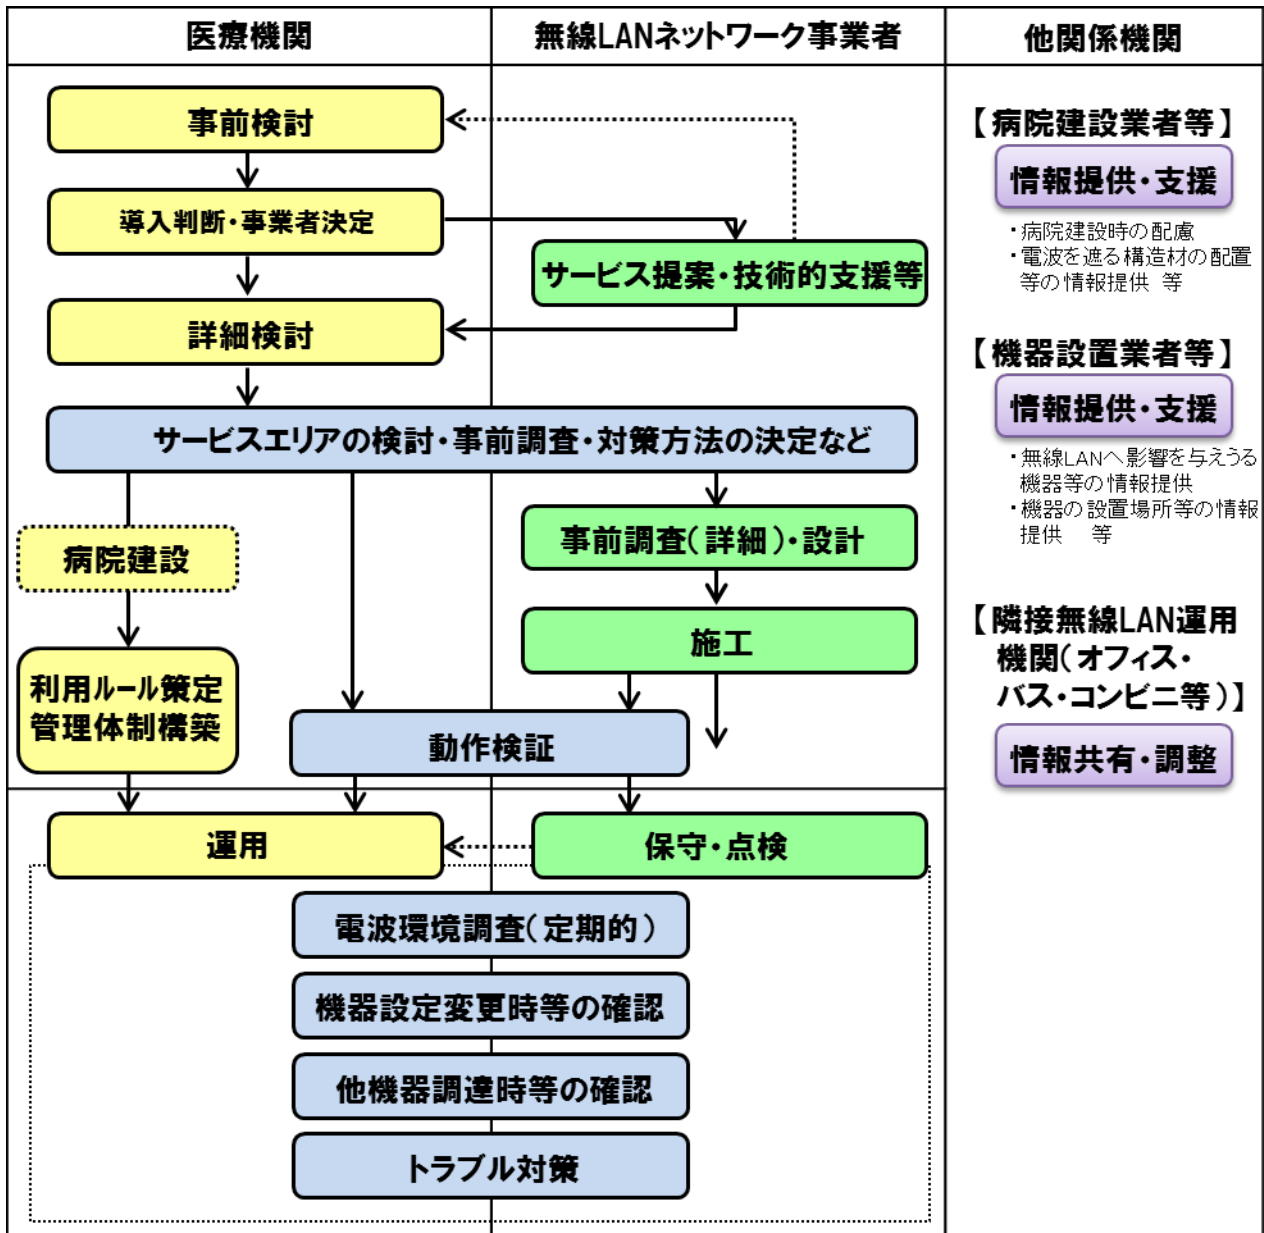 医療機関
無線LANネットワーク事業者
他関係機関
事前検討
導入判断・事業者決定
サービス提案・技術的支援等
詳細検討
サービスエリアの検討・事前調査・対策方法の決定など
病院建設
事前調査（詳細）・設計
施工
利用ルール策定
管理体制構築
動作検証
運用
保守・点検
電波環境調査（定期的）
機器設定変更時等の確認
他機器調達時等の確認
トラブル対策
【病院建設業者等】
情報提供・支援
・病院建設時の配慮
・電波を遮る構造材の配置
等の情報提供 等
【機器設置業者等】
情報提供・支援
・無線LANへ影響を与えうる
機器等の情報提供
・機器の設置場所等の情報
提供 等
【隣接無線LAN運用
機関（オフィス・
バス・コンビニ等）】
情報共有・調整